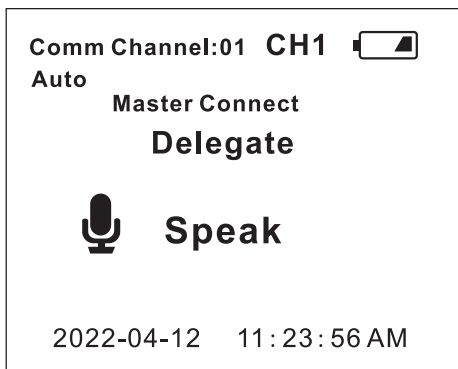 Comm Channel:01 CH1
Auto
Master Connect
Delegate
Speak
2022-04-12 11:23:56 AM